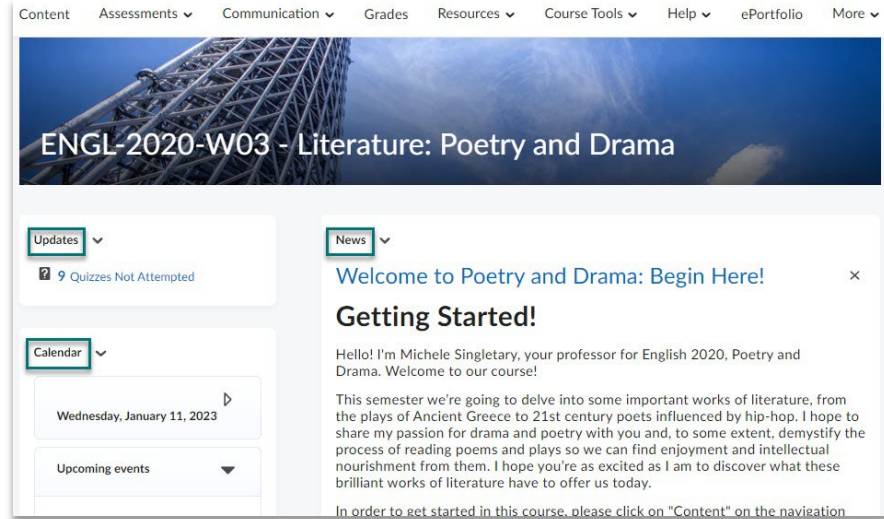 Content Assessments Communication Grades Resources Course Tools Help ePortfolio More
ENGL-2020-W03 - Literature: Poetry and Drama
Updates
9 Quizzes Not Attempted
Calendar
Wednesday, January 11, 2023
Upcoming events
News
Welcome to Poetry and Drama: Begin Here!
Getting Started!
Hello! I'm Michele Singletary, your professor for English 2020, Poetry and
Drama. Welcome to our course!
This semester we're going to delve into some important works of literature, from
the plays of Ancient Greece to 21st century poets influenced by hip-hop. I hope to
share my passion for drama and poetry with you and, to some extent, demystify the
process of reading poems and plays so we can find enjoyment and intellectual
nourishment from them. I hope you're as excited as I am to discover what these
brilliant works of literature have to offer us today.
In order to get started in this course, please click on "Content" on the navigation